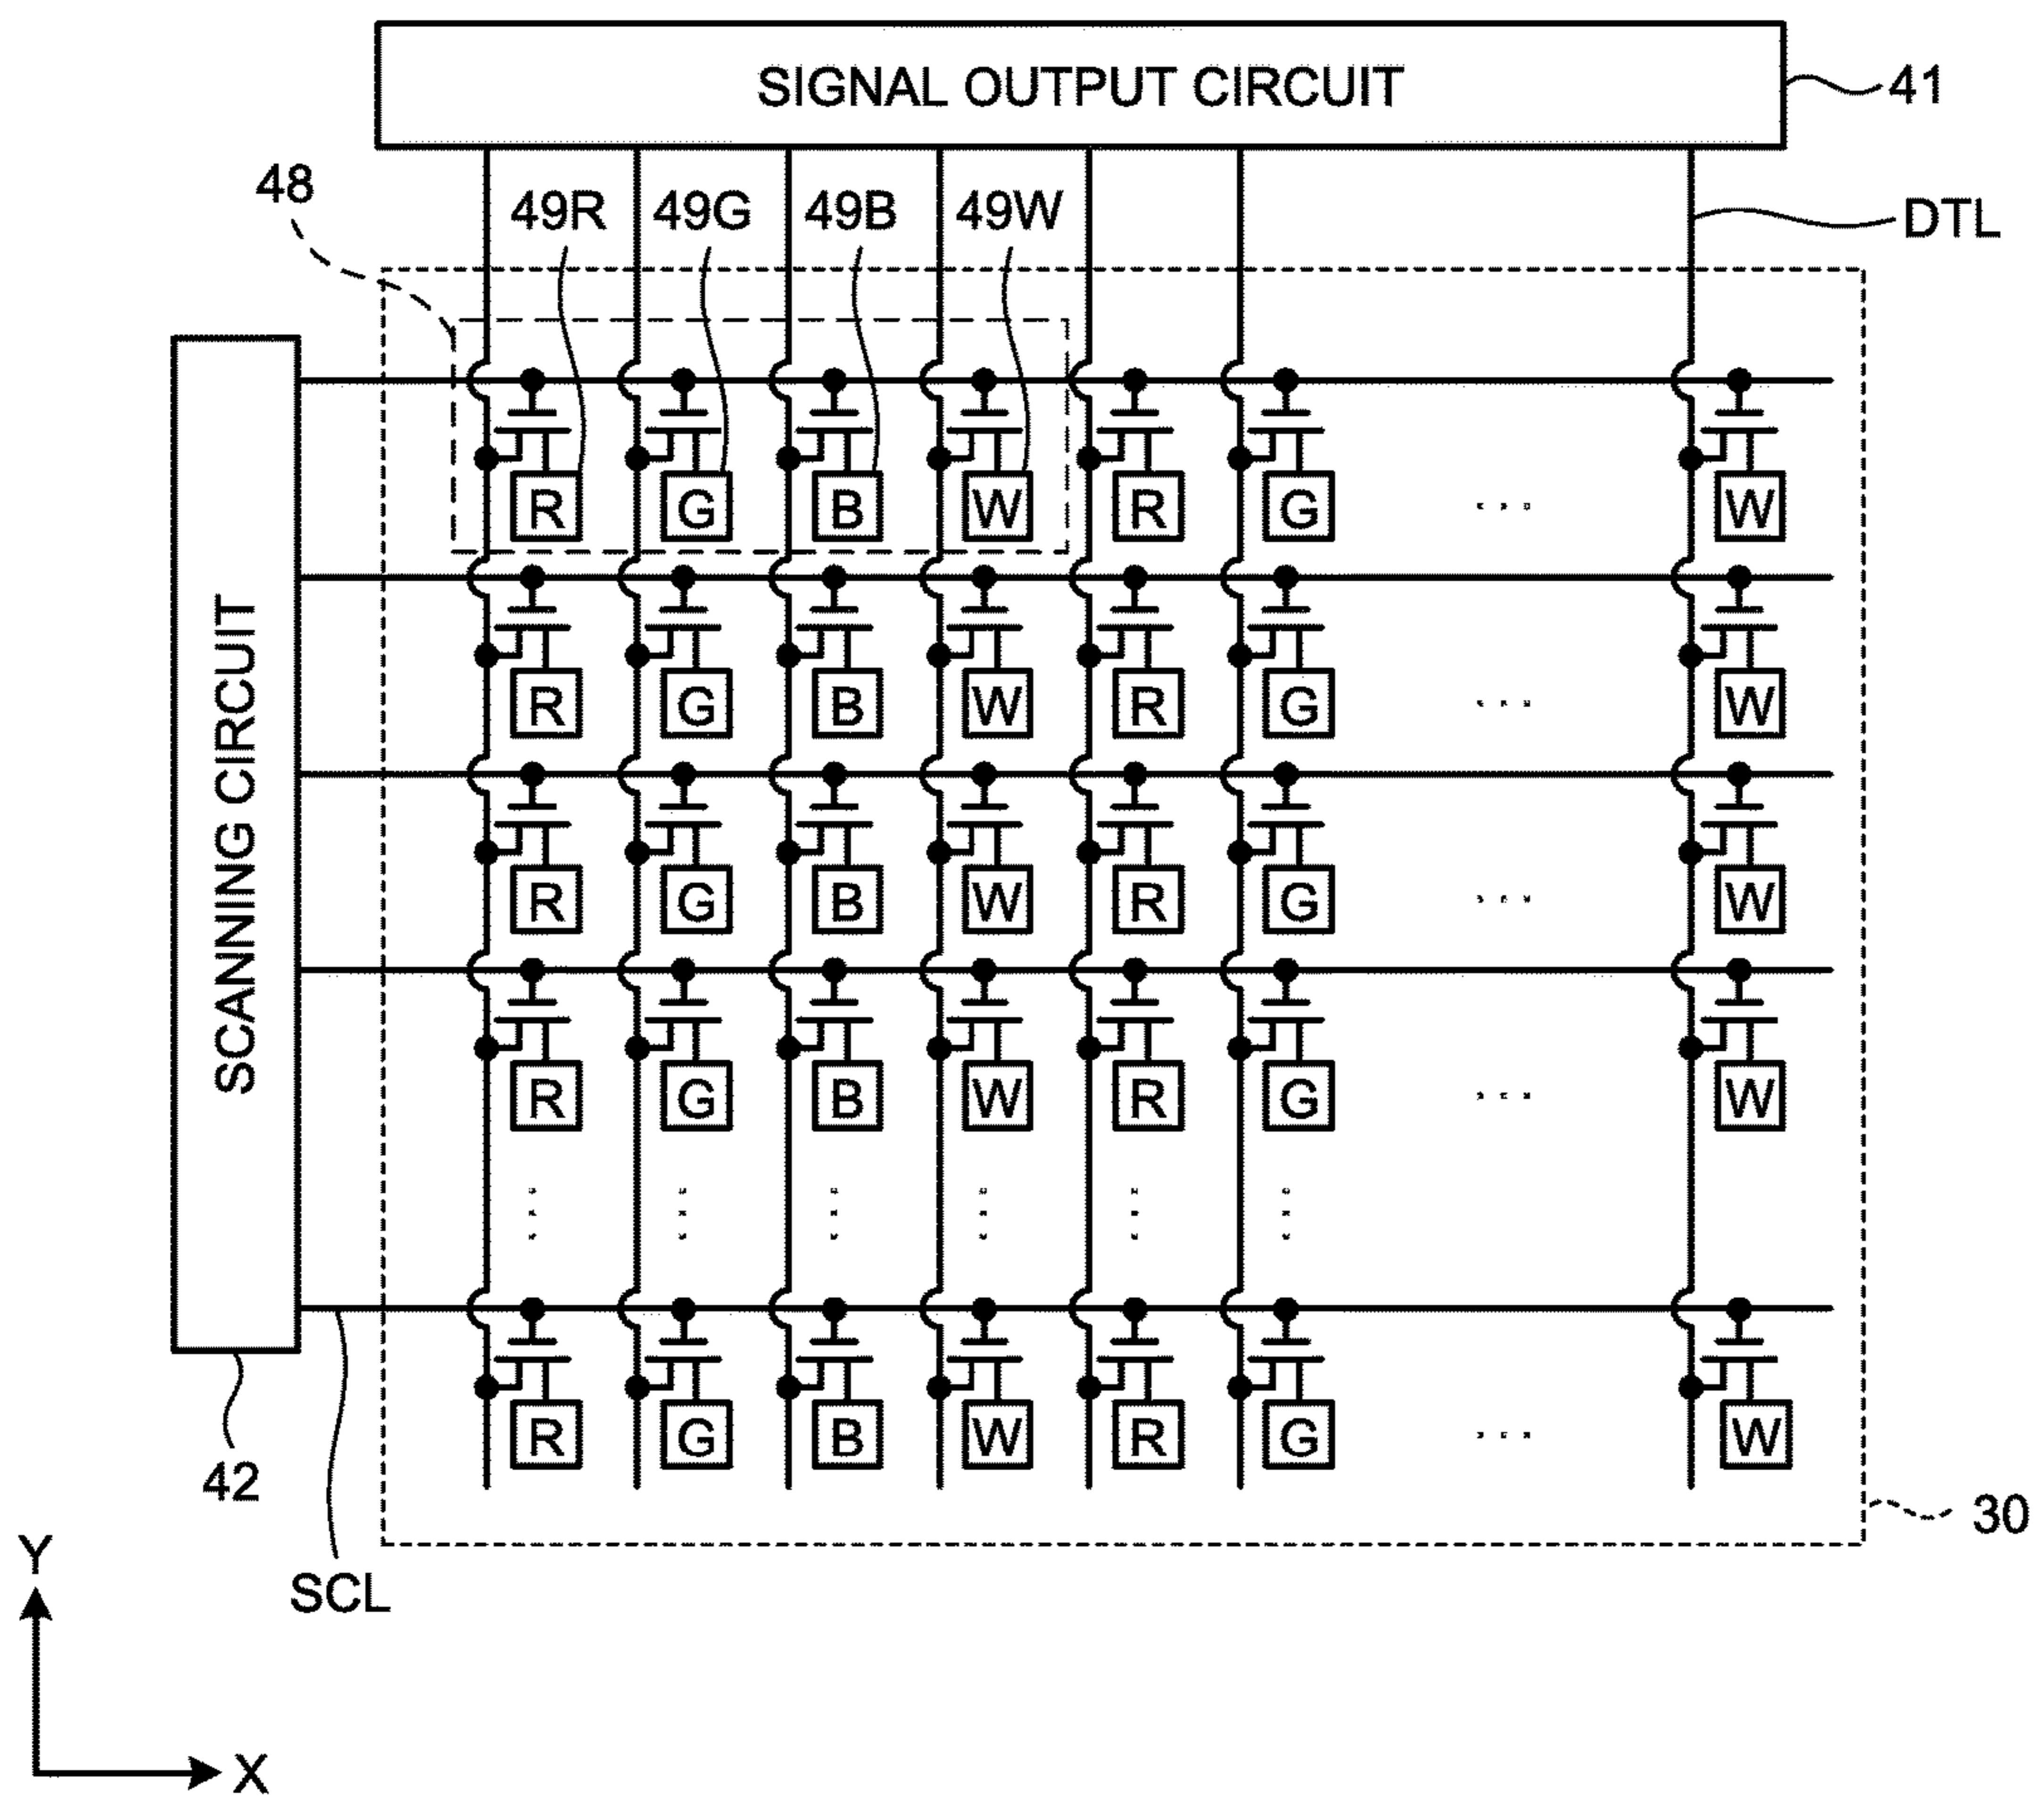 SIGNAL OUTPUT CIRCUIT
41
48
49R 49G 49B 49W
DTL
SCANNING CIRCUIT
R G B W R G ... W
R G B W R G ... W
R G B W R G ... W
R G B W R G ... W
R G B W R G ... W
42
SCL
30
Y
X